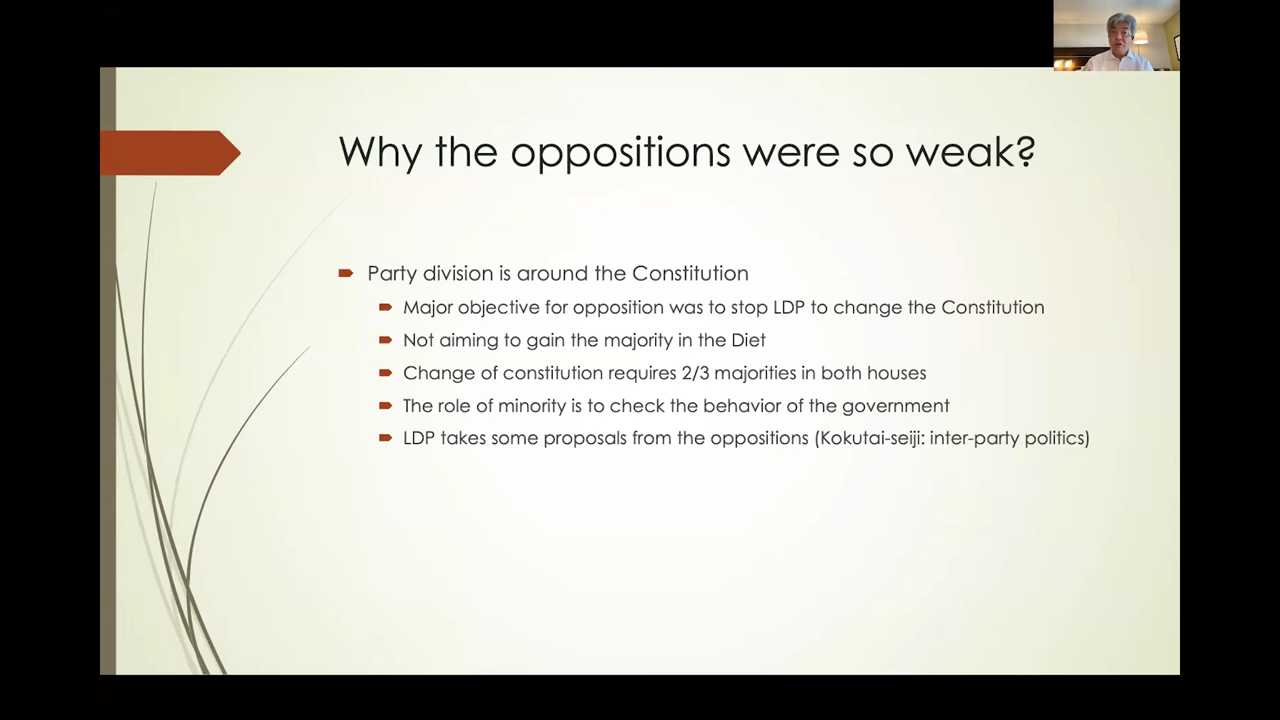 Why the oppositions were so weak?
Party division is around the Constitution
Major objective for opposition was to stop LDP to change the Constitution
Not aiming to gain the majority in the Diet
Change of constitution requires 2/3 majorities in both houses
The role of minority is to check the behavior of the government
LDP takes some proposals from the oppositions (Kokutai-seiji: inter-party politics)